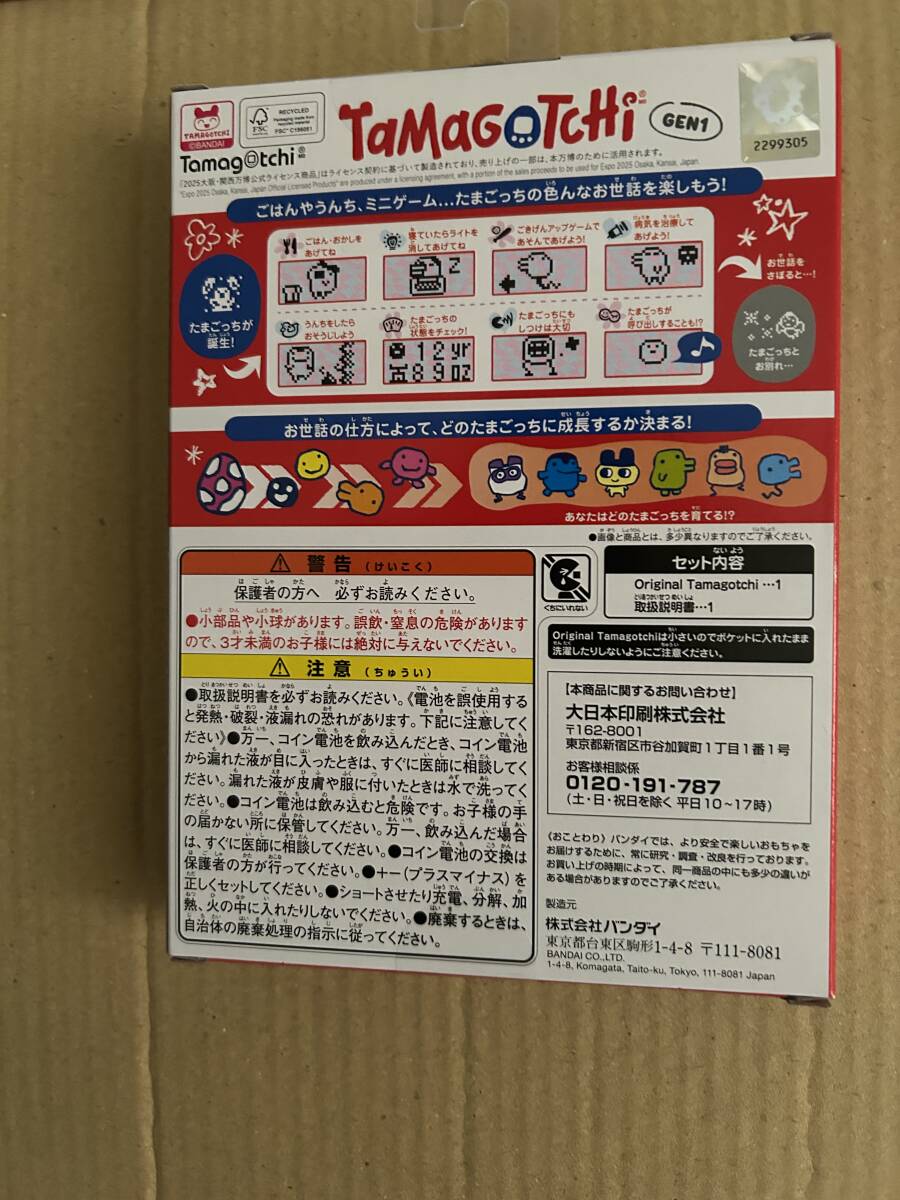 TAMAGOTCHI
©BANDAI
FSC
RECYCLED
Packaging made from recycled material
FSC® C186081
Tamagotchi
TaMAGOTCHi
GEN1
2299305
「2025大阪・関西万博公式ライセンス商品」はライセンス契約に基づいて製造されており、売り上げの一部は、本万博のために活用されます。
"Expo 2025 Osaka, Kansai, Japan Official Licensed Products" are produced under a licensing agreement, with a portion of the sales proceeds to be used for Expo 2025 Osaka, Kansai, Japan.
ごはんやうんち、ミニゲーム…たまごっちの色んなお世話を楽しもう!
たまごっちが
誕生!
ごはん・おかしを
あげてね
寝ていたらライトを
消してあげてね
ごきげんアップゲームで
あそんであげよう!
病気を治療して
あげよう!
うんちをしたら
おそうじしよう
たまごっちの
状態をチェック!
12yr
89oz
たまごっちにも
しつけは大切
たまごっちが
呼び出しすることも!?
お世話を
さぼると…!
たまごっちと
お別れ…
お世話の仕方によって、どのたまごっちに成長するか決まる!
あなたはどのたまごっちを育てる!?
●画像と商品とは、多少異なりますのでご了承ください。
警告(けいこく)
保護者の方へ 必ずお読みください。
●小部品や小球があります。誤飲・窒息の危険があります
ので、3才未満のお子様には絶対に与えないでください。
注意(ちゅうい)
●取扱説明書を必ずお読みください。《電池を誤使用する
と発熱・破裂・液漏れの恐れがあります。下記に注意してくだ
さい》●万一、コイン電池を飲み込んだとき、コイン電池
から漏れた液が目に入ったときは、すぐに医師に相談してく
ださい。漏れた液が皮膚や服に付いたときは水で洗ってく
ださい。●コイン電池は飲み込むと危険です。お子様の手
の届かない所に保管してください。万一、飲み込んだ場合
は、すぐに医師に相談してください。●コイン電池の交換は
保護者の方が行ってください。●+−(プラスマイナス)を
正しくセットしてください。●ショートさせたり充電、分解、加
熱、火の中に入れたりしないでください。●廃棄するときは、
自治体の廃棄処理の指示に従ってください。
くちにいれない
セット内容
Original Tamagotchi …1
取扱説明書…1
Original Tamagotchiは小さいのでポケットに入れたまま
洗濯したりしないようにご注意ください。
【本商品に関するお問い合わせ】
大日本印刷株式会社
〒162-8001
東京都新宿区市谷加賀町1丁目1番1号
お客様相談係
0120-191-787
(土・日・祝日を除く 平日10〜17時)
《おことわり》バンダイでは、より安全で楽しいおもちゃを
お届けするために、常に研究・調査・改良を行っております。
お買い上げの時期によって、同一商品の中にも多少の違いが
ある場合がありますのでご了承ください。
製造元
株式会社バンダイ
東京都台東区駒形1-4-8 〒111-8081
BANDAI CO.,LTD.
1-4-8, Komagata, Taito-ku, Tokyo, 111-8081 Japan